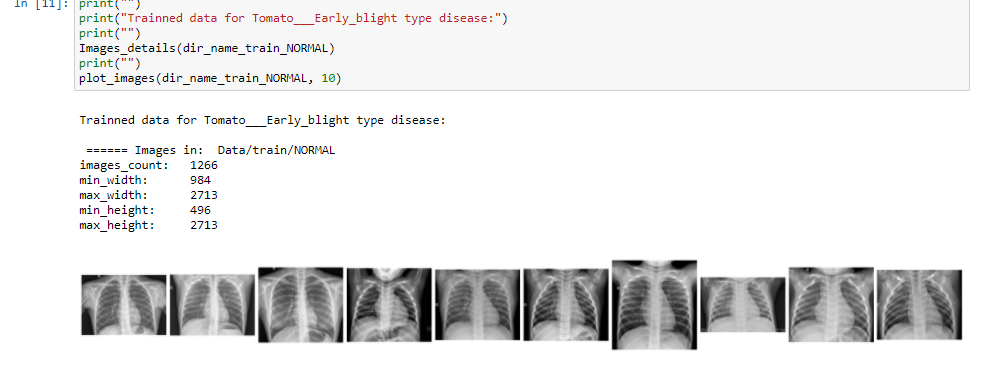 In [11]: print("")
print("Trainned data for Tomato___Early_blight type disease:")
print("")
Images_details(dir_name_train_NORMAL)
print("")
plot_images(dir_name_train_NORMAL, 10)
Trainned data for Tomato___Early_blight type disease:
====== Images in:  Data/train/NORMAL
images_count:   1266
min_width:      984
max_width:      2713
min_height:     496
max_height:     2713